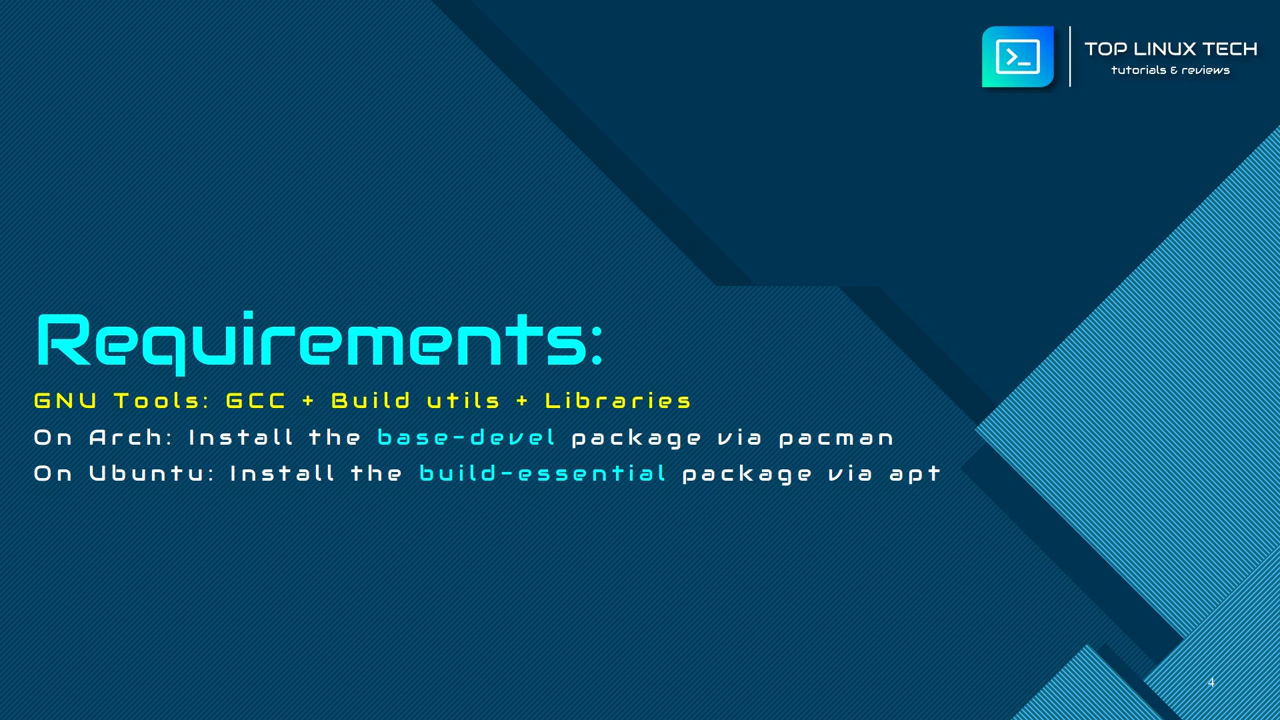 TOP LINUX TECH
tutorials & reviews
Requirements:
GNU Tools: GCC + Build utils + Libraries
On Arch: Install the base-devel package via pacman
On Ubuntu: Install the build-essential package via apt
4